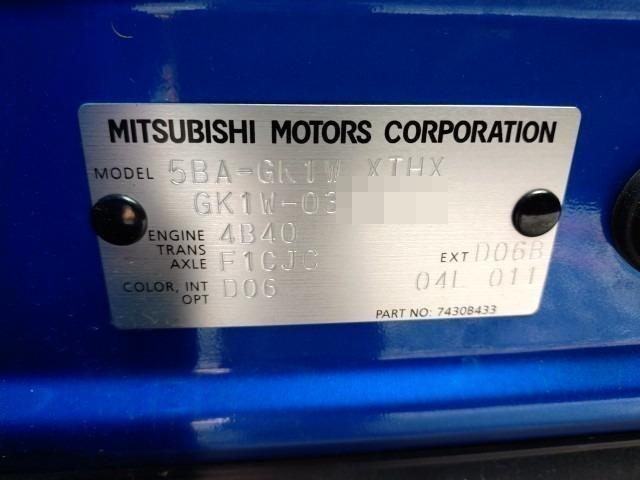 MITSUBISHI MOTORS CORPORATION
MODEL 5BA-GK1W XTHX
GK1W-03
ENGINE 4B40
TRANS
AXLE F1CJC EXT D06B
COLOR, INT D06 04L 011
OPT
PART NO: 7430B433